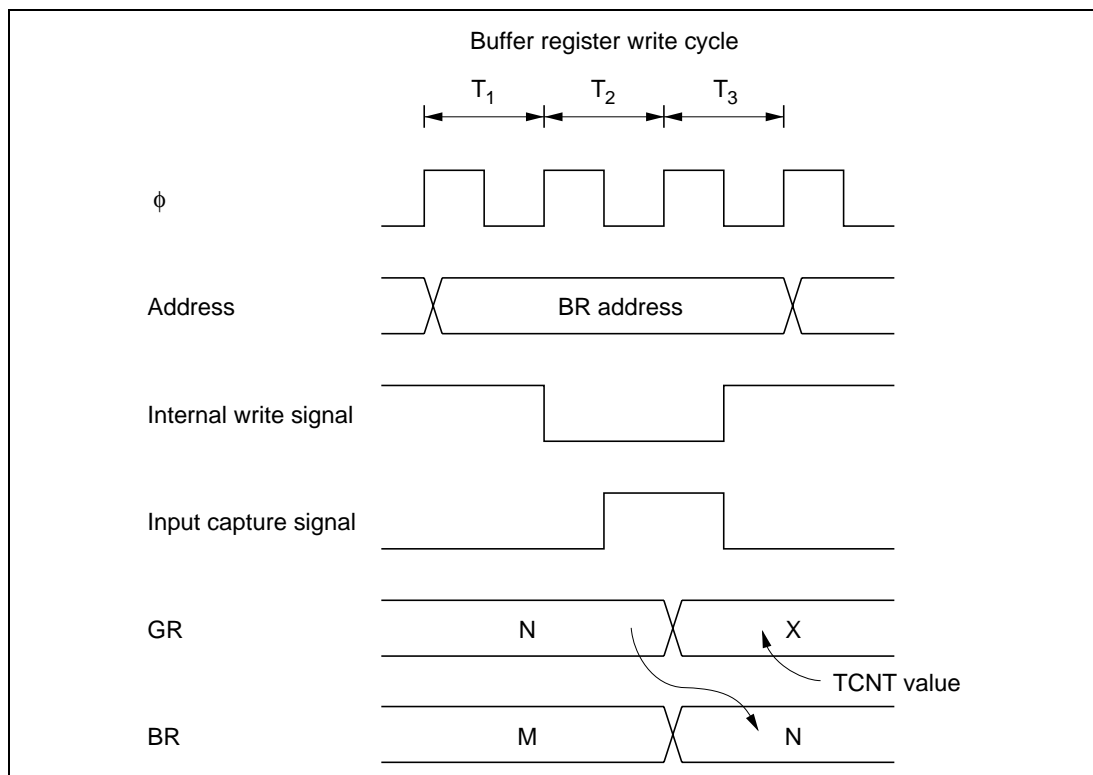 Buffer register write cycle
T1 T2 T3
φ
Address BR address
Internal write signal
Input capture signal
GR N X
TCNT value
BR M N